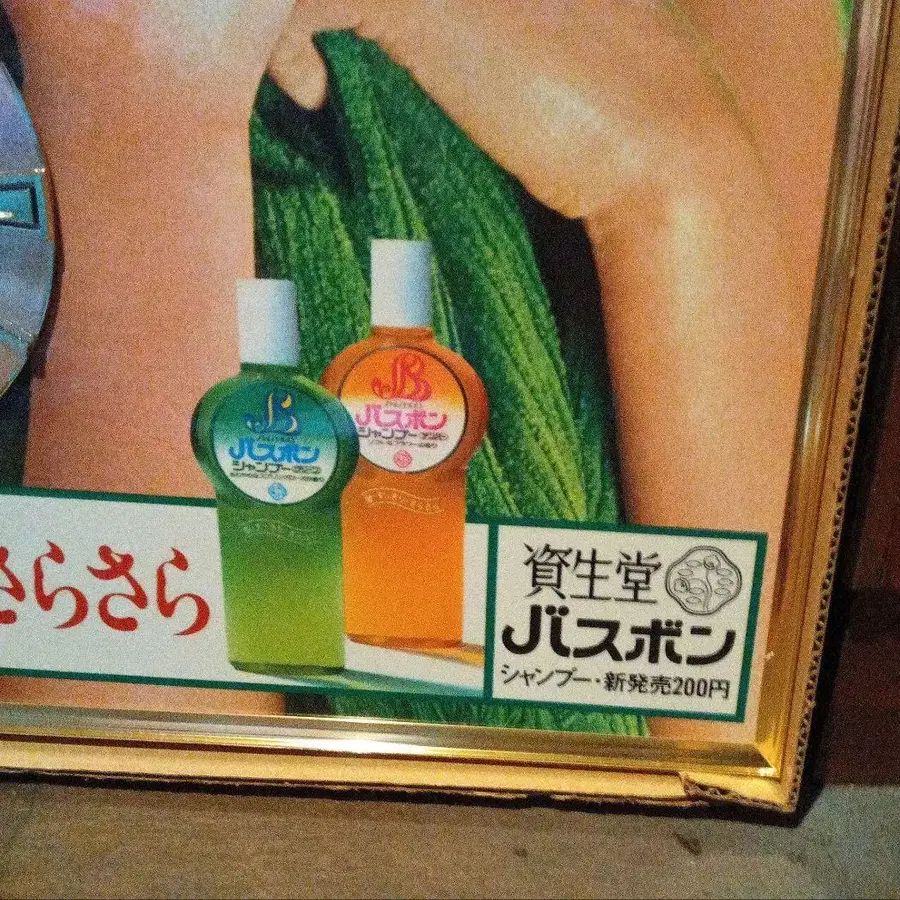 バスボン
シャンプー
バスボン
シャンプー
さらさら
資生堂
バスボン
シャンプー・新発売200円